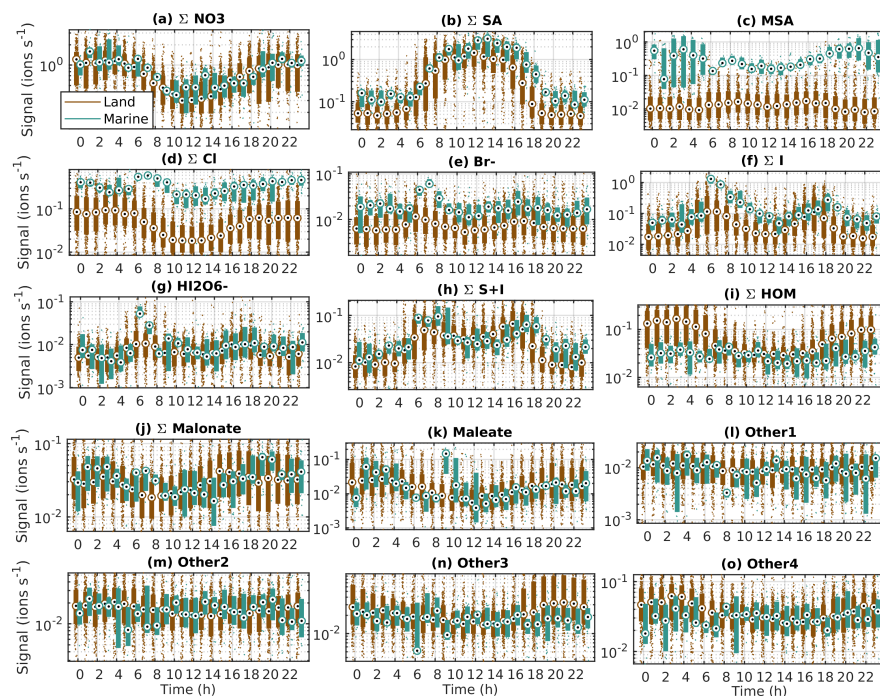 (a) Σ NO3
(b) Σ SA
(c) MSA
Signal (ions s⁻¹)
10⁰
Land
Marine
0 2 4 6 8 10 12 14 16 18 20 22
10⁰
10⁻¹
0 2 4 6 8 10 12 14 16 18 20 22
10⁰
10⁻¹
10⁻²
0 2 4 6 8 10 12 14 16 18 20 22
(d) Σ Cl
(e) Br-
(f) Σ I
Signal (ions s⁻¹)
10⁻¹
10⁻²
0 2 4 6 8 10 12 14 16 18 20 22
10⁻¹
10⁻²
0 2 4 6 8 10 12 14 16 18 20 22
10⁰
10⁻¹
10⁻²
0 2 4 6 8 10 12 14 16 18 20 22
(g) HI2O6-
(h) Σ S+I
(i) Σ HOM
Signal (ions s⁻¹)
10⁻¹
10⁻²
10⁻³
0 2 4 6 8 10 12 14 16 18 20 22
10⁻¹
10⁻²
0 2 4 6 8 10 12 14 16 18 20 22
10⁻¹
10⁻²
0 2 4 6 8 10 12 14 16 18 20 22
(j) Σ Malonate
(k) Maleate
(l) Other1
Signal (ions s⁻¹)
10⁻¹
10⁻²
0 2 4 6 8 10 12 14 16 18 20 22
10⁻¹
10⁻²
10⁻³
0 2 4 6 8 10 12 14 16 18 20 22
10⁻²
10⁻³
0 2 4 6 8 10 12 14 16 18 20 22
(m) Other2
(n) Other3
(o) Other4
Signal (ions s⁻¹)
10⁻²
0 2 4 6 8 10 12 14 16 18 20 22
Time (h)
10⁻²
0 2 4 6 8 10 12 14 16 18 20 22
Time (h)
10⁻¹
10⁻²
0 2 4 6 8 10 12 14 16 18 20 22
Time (h)